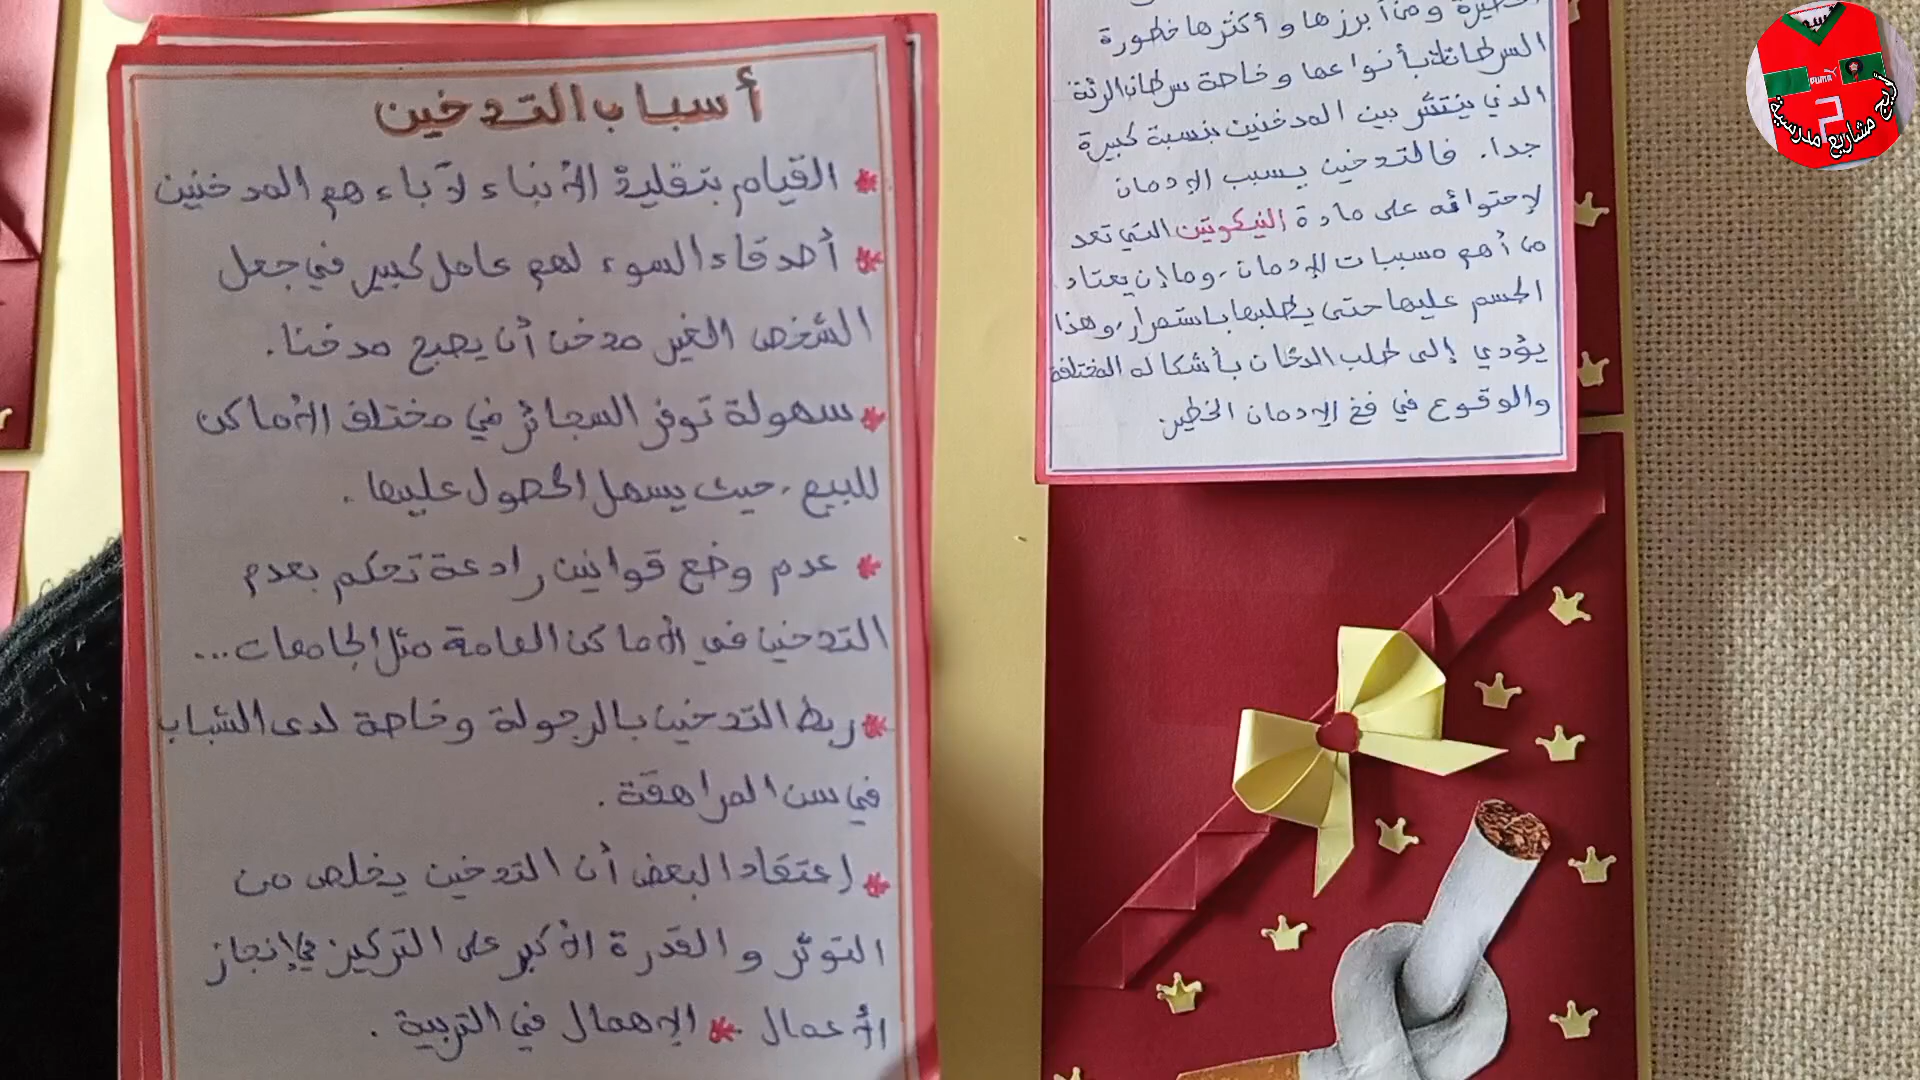 أسباب التدخين
* القيام بتقليد الأبناء لآباءهم المدخنين
* أصدقاء السوء لهم عامل كبير في جعل
الشخص الغير مدخن أن يصبح مدخنا.
* سهولة توفر السجائر في مختلف الأماكن
للبيع، حيث يسهل الحصول عليها.
* عدم وضع قوانين رادعة تحكم بعدم
التدخين في الأماكن العامة مثل الجامعات...
* ربط التدخين بالرجولة وخاصة لدى الشباب
في سن المراهقة.
* إعتقاد البعض أن التدخين يخلص من
التوتر والقدرة الأكبر على التركيز في إنجاز
الأعمال * الإهمال في التربية.
ومن أبرزها وأكثرها خطورة
السرطانات بأنواعها وخاصة سرطان الرئة
الذي ينتشر بين المدخنين بنسبة كبيرة
جدا. فالتدخين يسبب الإدمان
لإحتوائه على مادة النيكوتين التي تعد
من أهم مسببات الإدمان، وما إن يعتاد
الجسم عليها حتى يطلبها باستمرار، وهذا
يؤدي إلى طلب الدخان بأشكاله المختلفة
والوقوع في فخ الإدمان الخطير.
PUMA
أريج مشاريع مدرسية